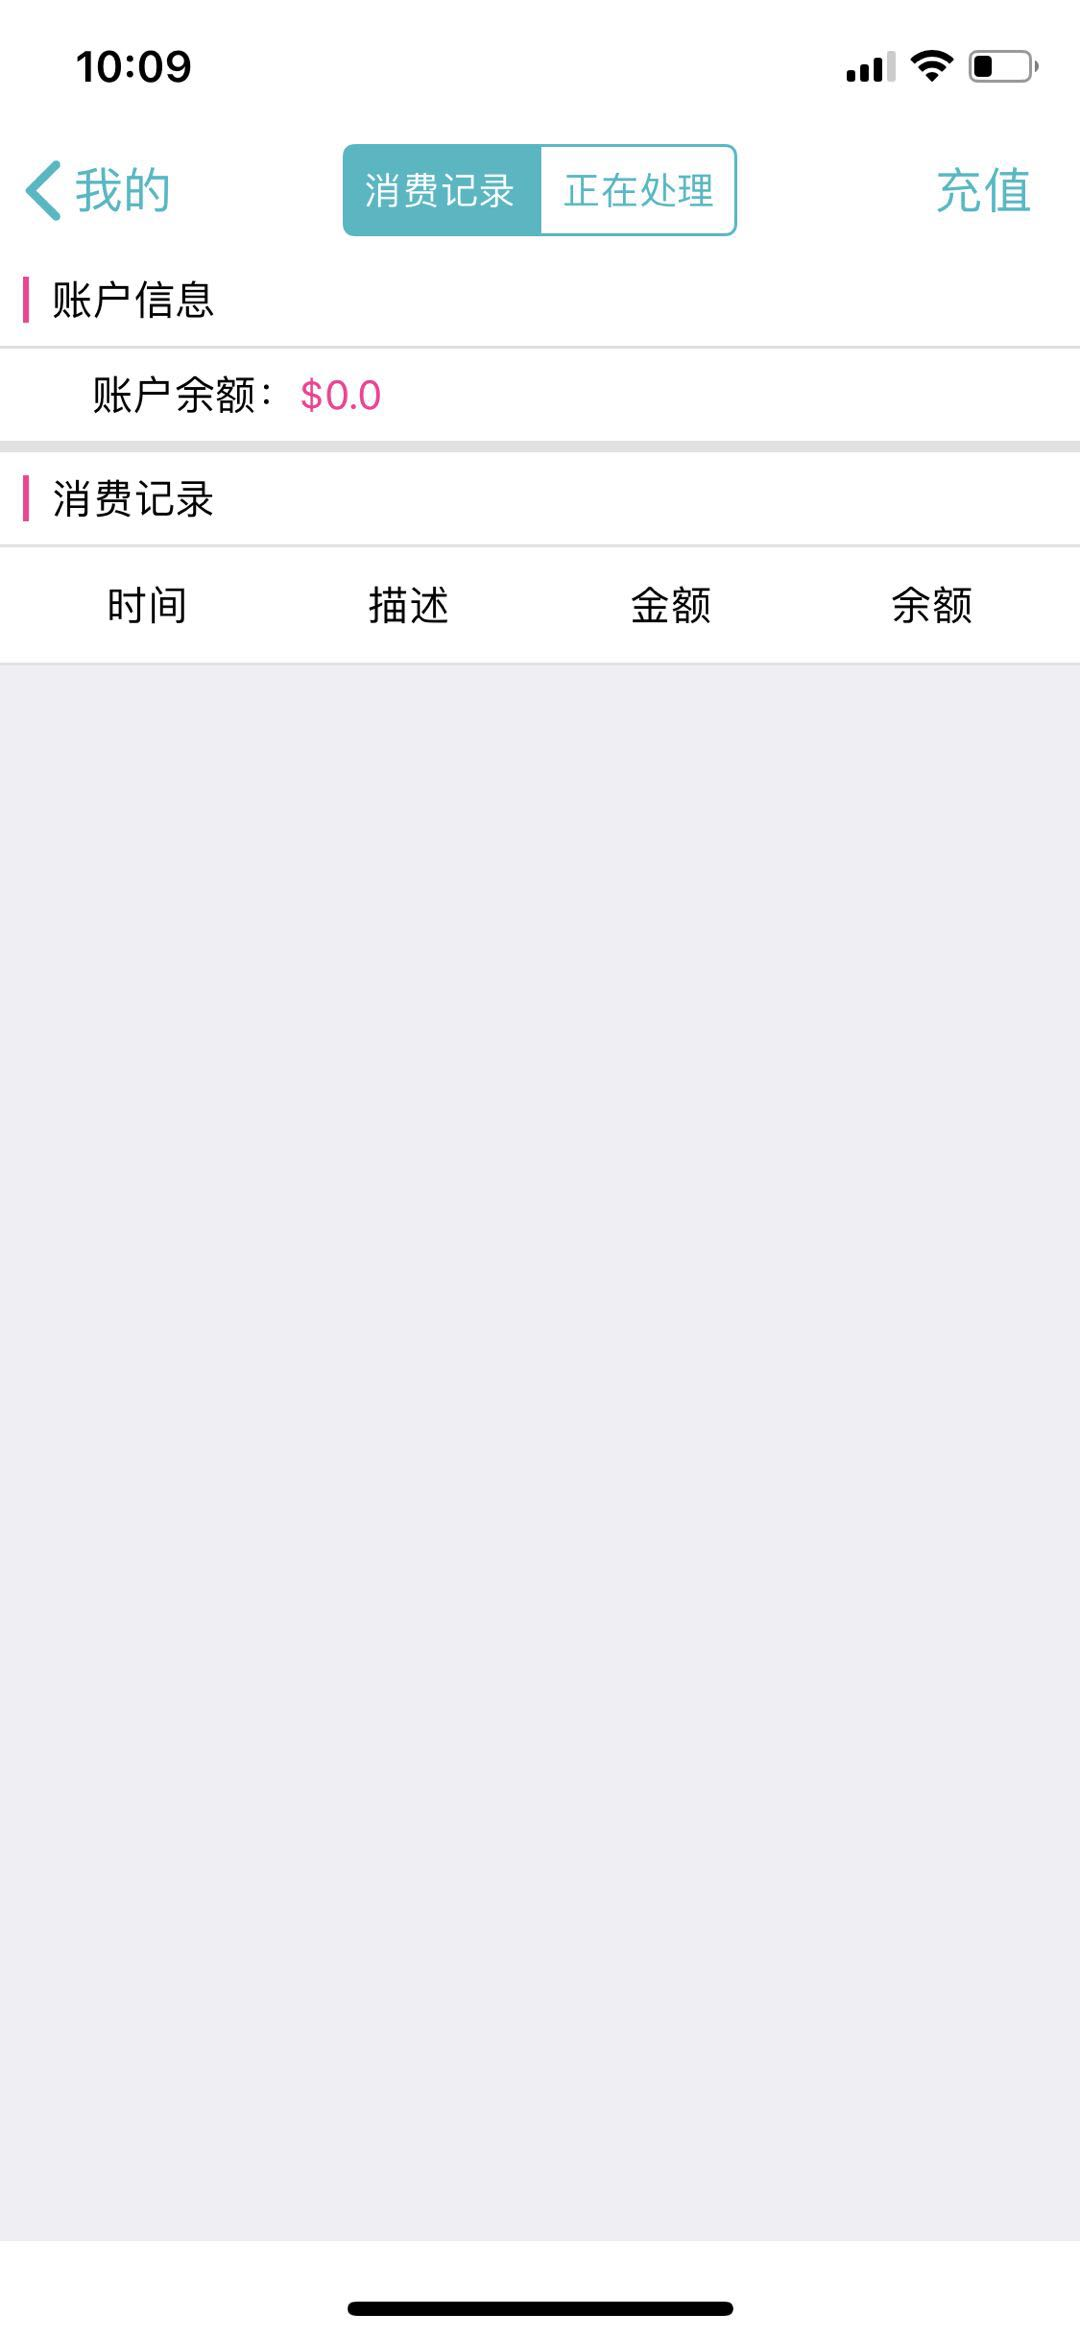 10:09
我的 消费记录 正在处理 充值
账户信息
账户余额： $0.0
消费记录
时间 描述 金额 余额